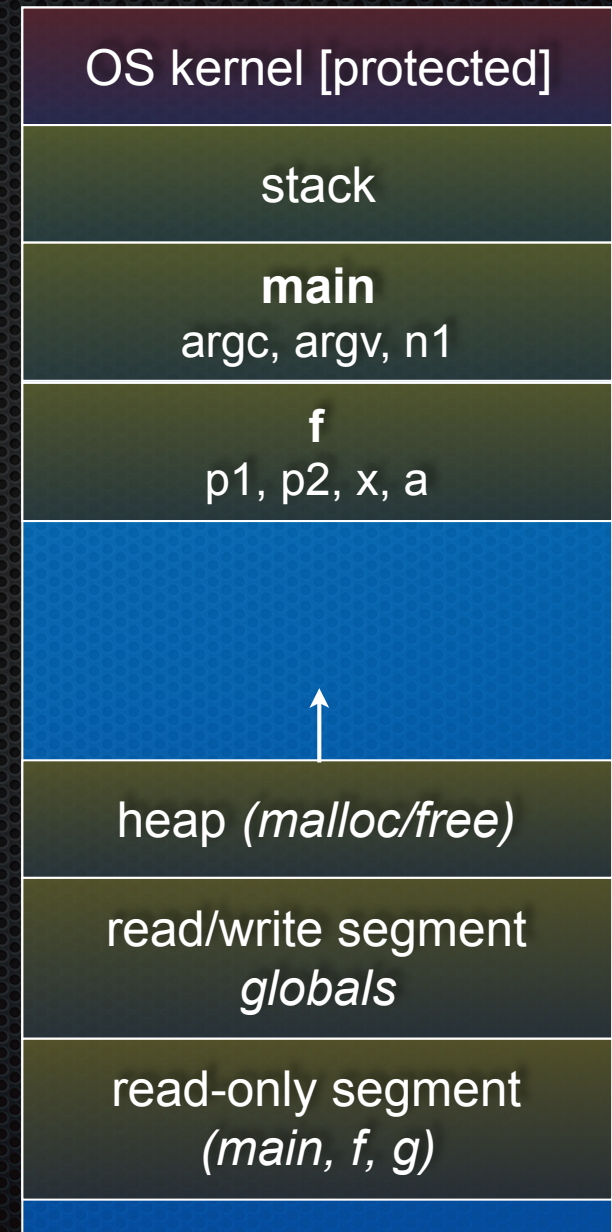 OS kernel [protected]
stack
main
argc, argv, n1
f
p1, p2, x, a
heap (malloc/free)
read/write segment
globals
read-only segment
(main, f, g)